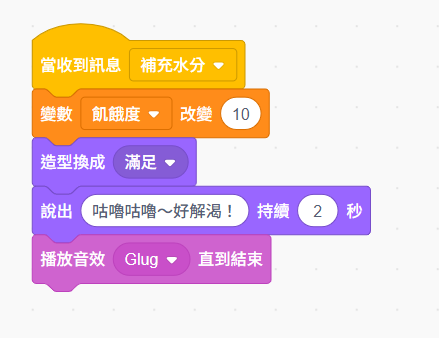 當收到訊息 補充水分
變數 飢餓度 改變 10
造型換成 滿足
說出 咕嚕咕嚕～好解渴！ 持續 2 秒
播放音效 Glug 直到結束